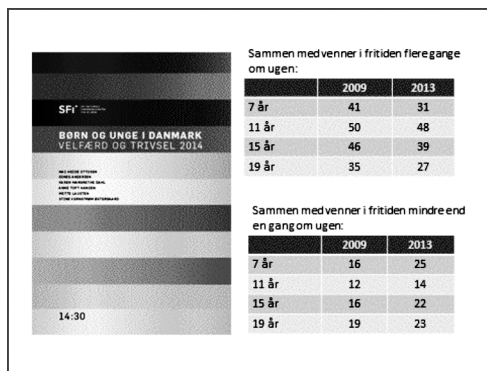 SFI
BØRN OG UNGE I DANMARK
VELFÆRD OG TRIVSEL 2014
14:30
Sammen med venner i fritiden flere gange
om ugen:
2009 2013
7 år 41 31
11 år 50 48
15 år 46 39
19 år 35 27
Sammen med venner i fritiden mindre end
en gang om ugen:
2009 2013
7 år 16 25
11 år 12 14
15 år 16 22
19 år 19 23